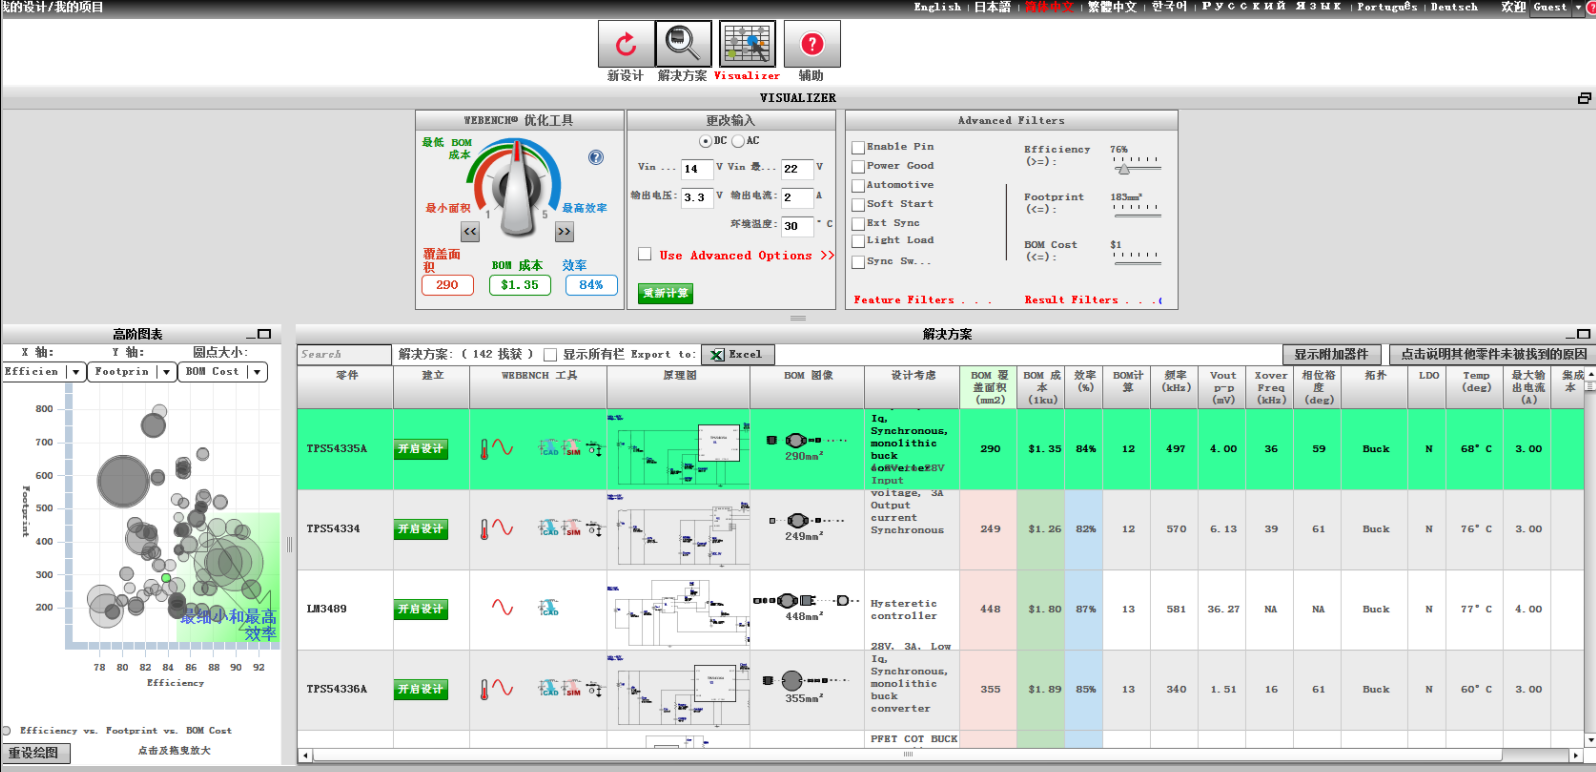 我的设计/我的项目
English | 日本語 | 简体中文 | 繁體中文 | 한국어 | Русский Язык | Português | Deutsch 欢迎 Guest
新设计 解决方案 Visualizer 辅助
VISUALIZER
WEBENCH® 优化工具
最低 BOM
成本
最小面积 1 5 最高效率
<< >>
覆盖面
积 BOM 成本 效率
290 $1.35 84%
更改输入
DC AC
Vin ... 14 V Vin 最... 22 V
输出电压: 3.3 V 输出电流: 2 A
环境温度: 30 ° C
Use Advanced Options >>
重新计算
Advanced Filters
Enable Pin
Power Good
Automotive
Soft Start
Ext Sync
Light Load
Sync Sw...
Efficiency 76%
(>=):
Footprint 183mm²
(<=):
BOM Cost $1
(<=):
Feature Filters . . .
Result Filters . . .
高阶图表
X 轴: Y 轴: 圆点大小:
Efficien Footprin BOM Cost
800
700
600
500
400
300
200
Footprint
最细小和最高
效率
78 80 82 84 86 88 90 92
Efficiency
Efficiency vs. Footprint vs. BOM Cost
重设绘图 点击及拖曳放大
解决方案
Search 解决方案: ( 142 找获 ) 显示所有栏 Export to: Excel 显示附加器件 点击说明其他零件未被找到的原因
零件 建立 WEBENCH 工具 原理图 BOM 图像 设计考虑 BOM 覆盖面积 (mm2) BOM 成本 (1ku) 效率 (%) BOM计算 频率 (kHz) Vout p-p (mV) Xover Freq (kHz) 相位裕度 (deg) 拓扑 LDO Temp (deg) 最大输出电流 (A) 集成本
TPS54335A 开启设计 CAD SIM 290mm² Iq, Synchronous, monolithic buck converter 290 $1.35 84% 12 497 4.00 36 59 Buck N 68° C 3.00
TPS54334 开启设计 CAD SIM 249mm² Input voltage, 3A Output current Synchronous 249 $1.26 82% 12 570 6.13 39 61 Buck N 76° C 3.00
LM3489 开启设计 CAD 448mm² Hysteretic controller 448 $1.80 87% 13 581 36.27 NA NA Buck N 77° C 4.00
TPS54336A 开启设计 CAD SIM 355mm² 28V, 3A, Low Iq, Synchronous, monolithic buck converter 355 $1.89 85% 13 340 1.51 16 61 Buck N 60° C 3.00
PFET COT BUCK